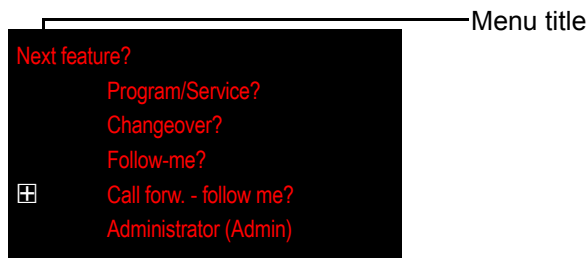 Menu title
Next feature?
Program/Service?
Changeover?
Follow-me?
Call forw. - follow me?
Administrator (Admin)